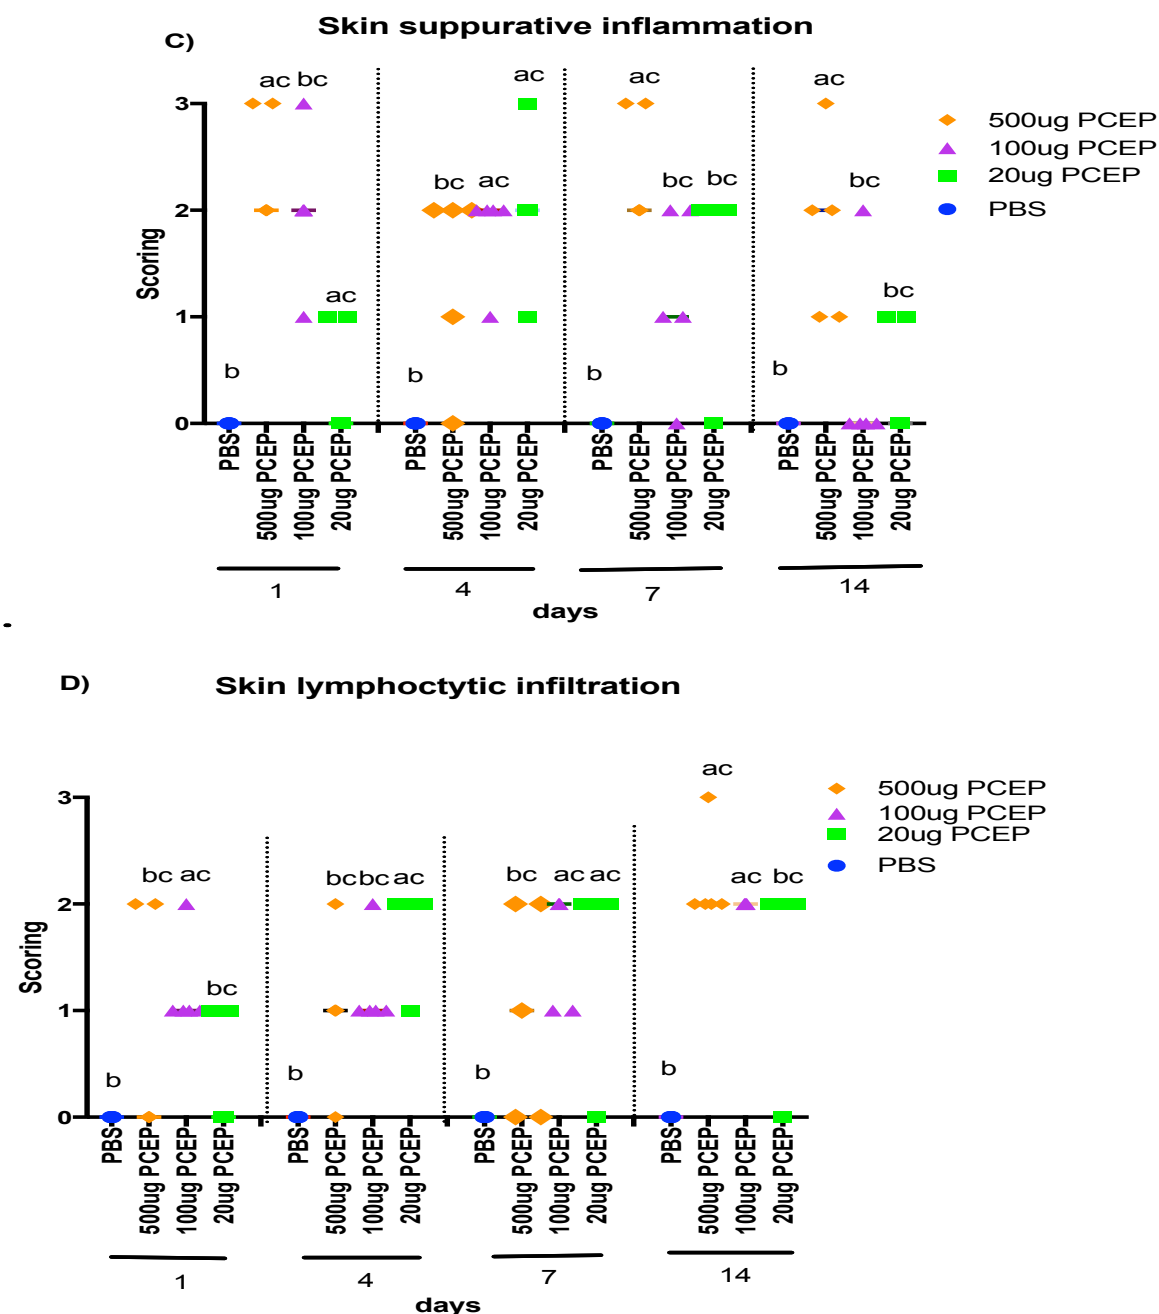 C)
Skin suppurative inflammation
Scoring
3
2
1
0
ac bc
ac
b
ac
bc ac
b
ac
bc bc
b
ac
bc
bc
b
500ug PCEP
100ug PCEP
20ug PCEP
PBS
PBS
500ug PCEP
100ug PCEP
20ug PCEP
PBS
500ug PCEP
100ug PCEP
20ug PCEP
PBS
500ug PCEP
100ug PCEP
20ug PCEP
PBS
500ug PCEP
100ug PCEP
20ug PCEP
1 4 7 14
days
D)
Skin lymphoctytic infiltration
Scoring
3
2
1
0
bc ac
bc
b
bcbc ac
b
bc ac ac
b
ac
ac bc
b
500ug PCEP
100ug PCEP
20ug PCEP
PBS
PBS
500ug PCEP
100ug PCEP
20ug PCEP
PBS
500ug PCEP
100ug PCEP
20ug PCEP
PBS
500ug PCEP
100ug PCEP
20ug PCEP
PBS
500ug PCEP
100ug PCEP
20ug PCEP
1 4 7 14
days